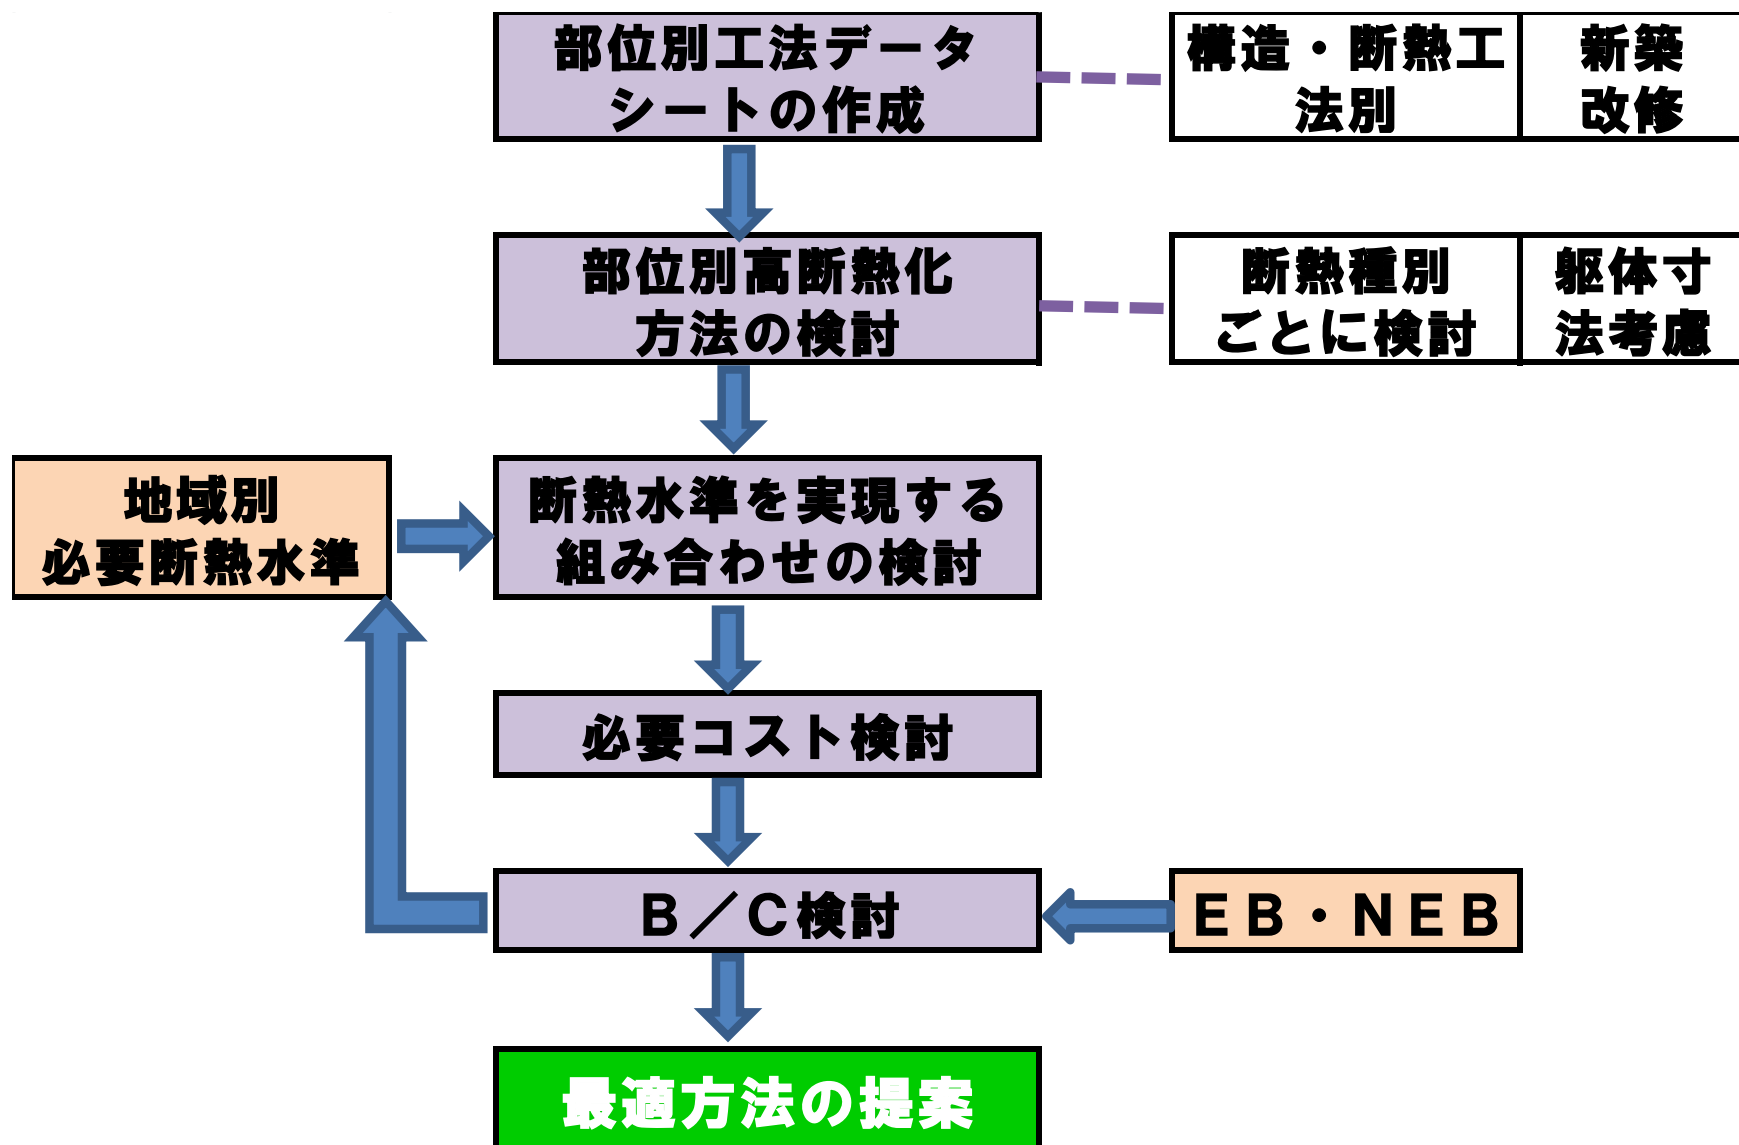 部位別工法データ
シートの作成
構造・断熱工
法別
新築
改修
部位別高断熱化
方法の検討
断熱種別
ごとに検討
躯体寸
法考慮
地域別
必要断熱水準
断熱水準を実現する
組み合わせの検討
必要コスト検討
Ｂ／Ｃ検討
ＥＢ・ＮＥＢ
最適方法の提案